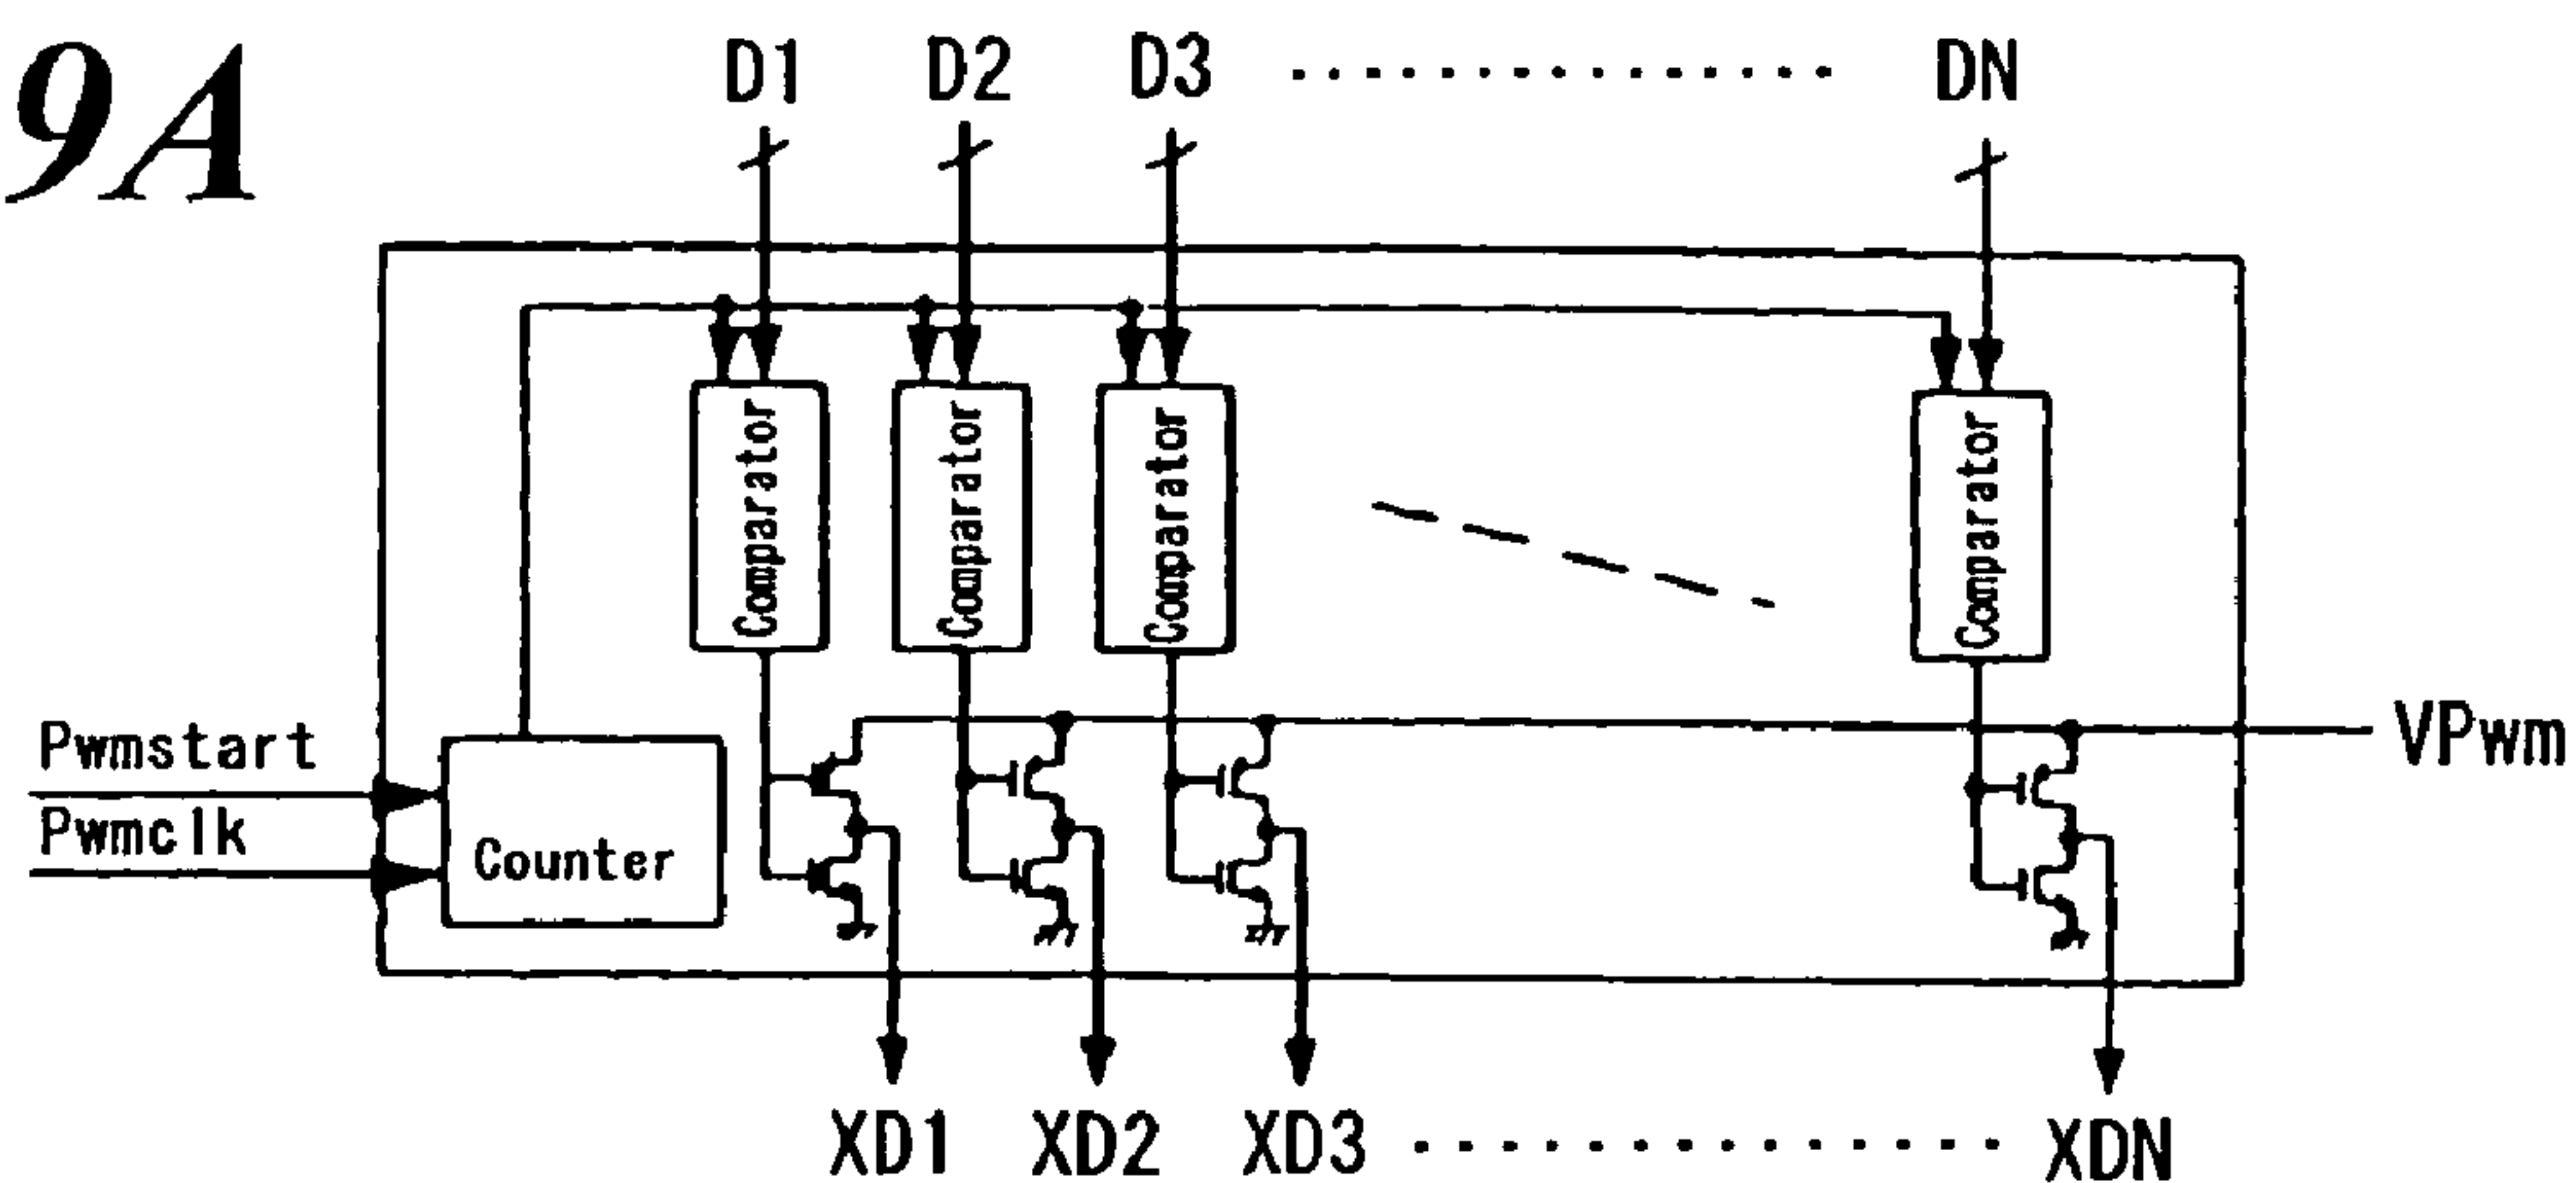 9A
D1 D2 D3 DN
Comparator Comparator Comparator Comparator
Pwmstart
Pwmclk
Counter
VPwm
XD1 XD2 XD3 XDN